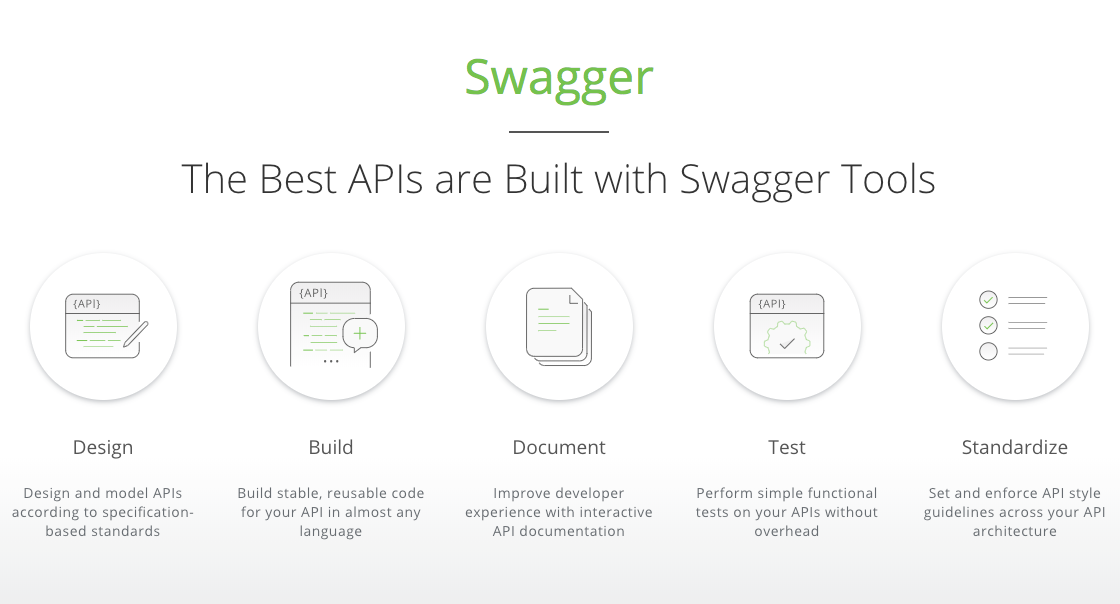 Swagger
The Best APIs are Built with Swagger Tools
{API}
{API}
{API}
Design
Build
Document
Test
Standardize
Design and model APIs
according to specification-
based standards
Build stable, reusable code
for your API in almost any
language
Improve developer
experience with interactive
API documentation
Perform simple functional
tests on your APIs without
overhead
Set and enforce API style
guidelines across your API
architecture